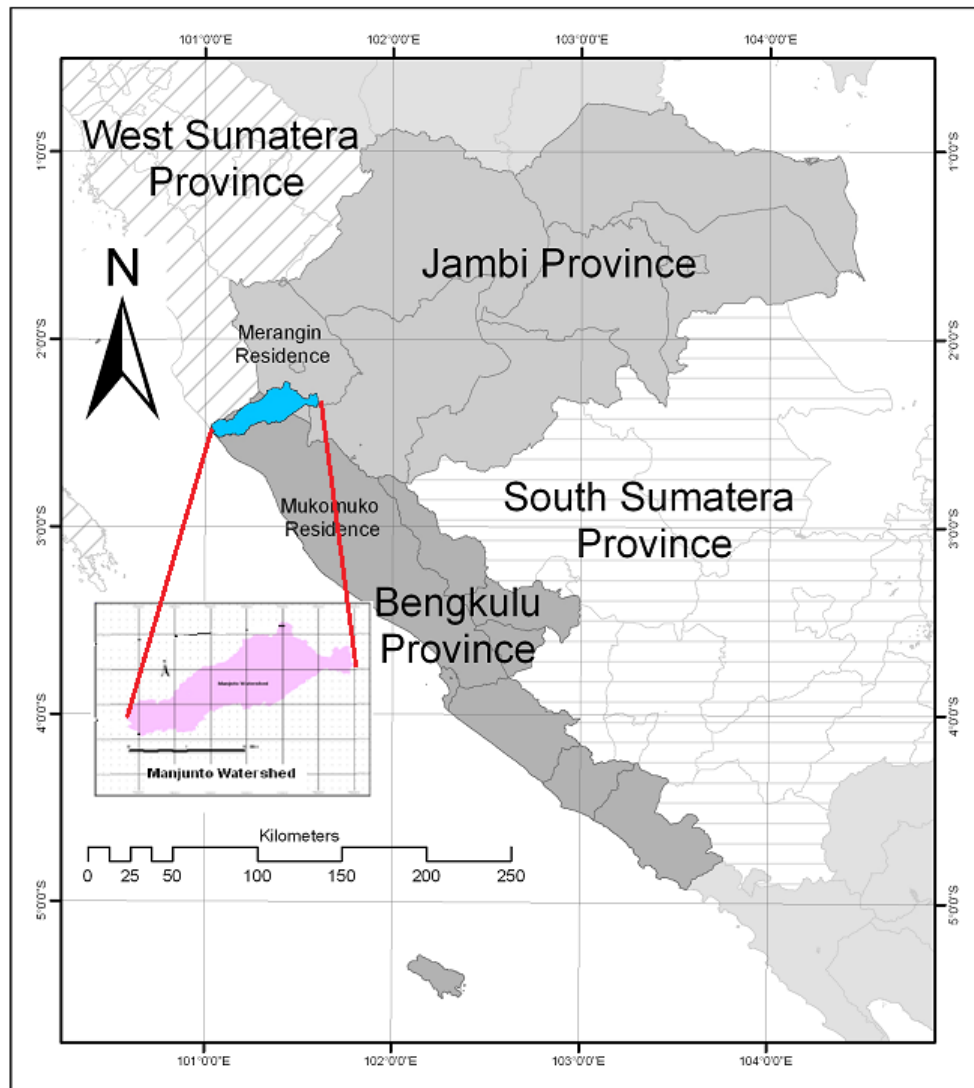 101°0'0"E 102°0'0"E 103°0'0"E 104°0'0"E
West Sumatera
Province
1°0'0"S
1°0'0"S
Jambi Province
N
Merangin
Residence
2°0'0"S
2°0'0"S
Mukomuko
Residence
South Sumatera
Province
3°0'0"S
3°0'0"S
Bengkulu
Province
Manjunto Watershed
4°0'0"S
4°0'0"S
Manjunto Watershed
Kilometers
0 25 50 100 150 200 250
5°0'0"S
5°0'0"S
101°0'0"E 102°0'0"E 103°0'0"E 104°0'0"E